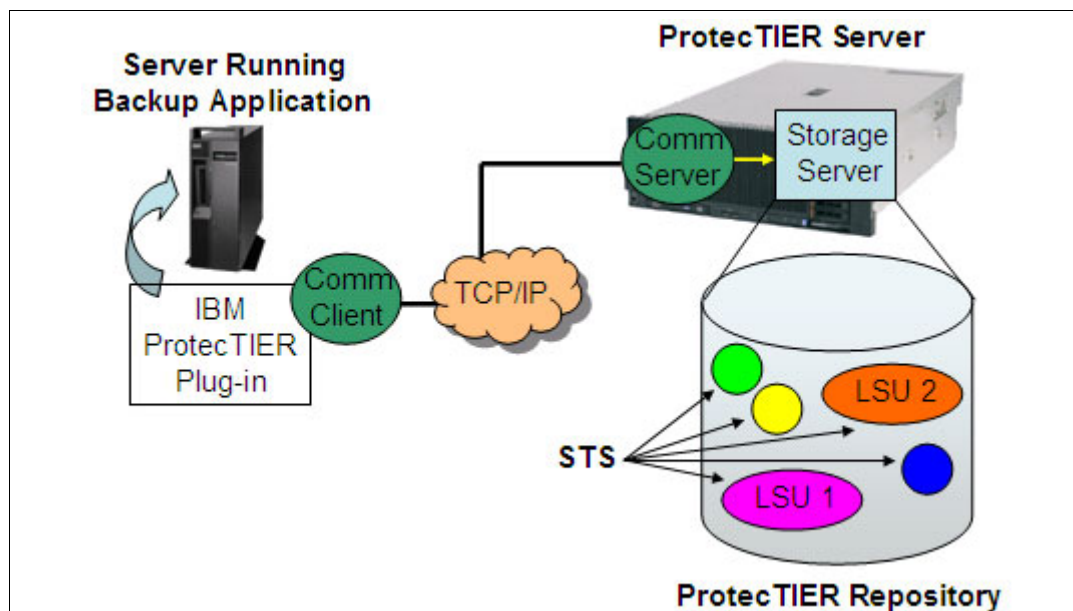 ProtecTIER Server
Server Running
Backup Application
Comm
Server
Storage
Server
Comm
Client
TCP/IP
IBM
ProtecTIER
Plug-in
LSU 2
STS
LSU 1
ProtecTIER Repository